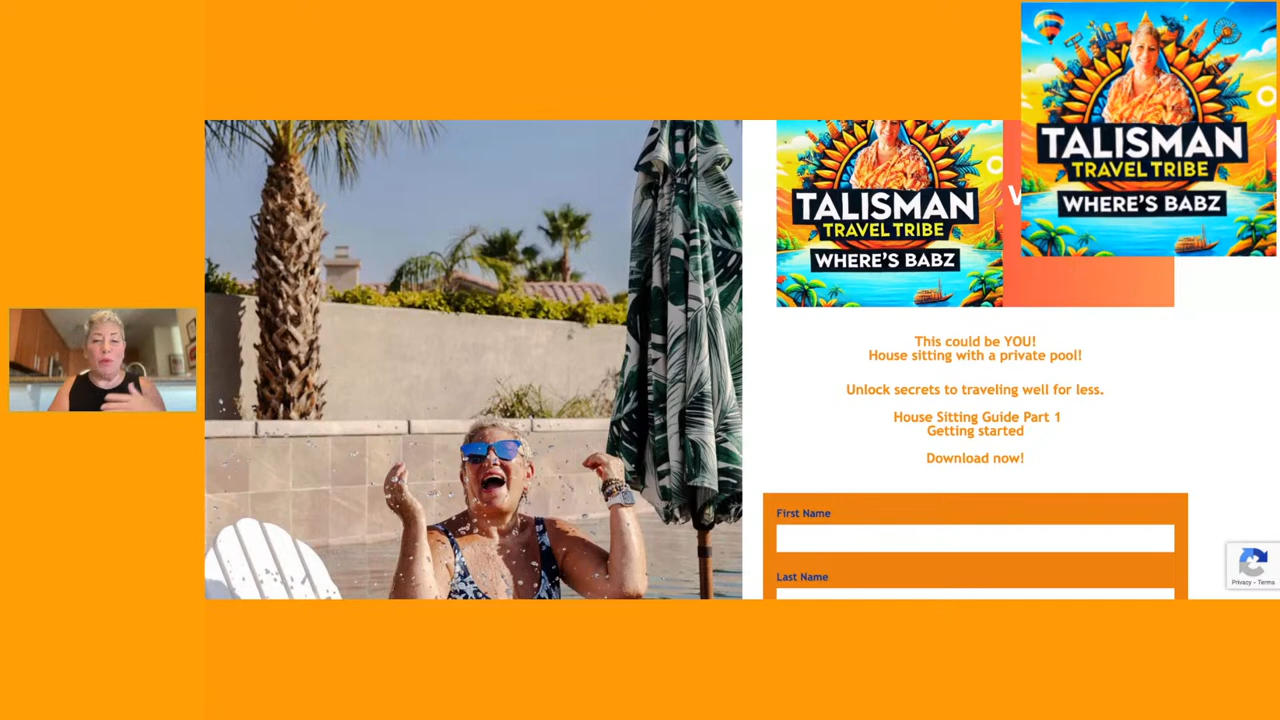 TALISMAN
TRAVEL TRIBE
WHERE'S BABZ
TALISMAN
TRAVEL TRIBE
WHERE'S BABZ
This could be YOU!
House sitting with a private pool!
Unlock secrets to traveling well for less.
House Sitting Guide Part 1
Getting started
Download now!
First Name
Last Name
Privacy - Terms